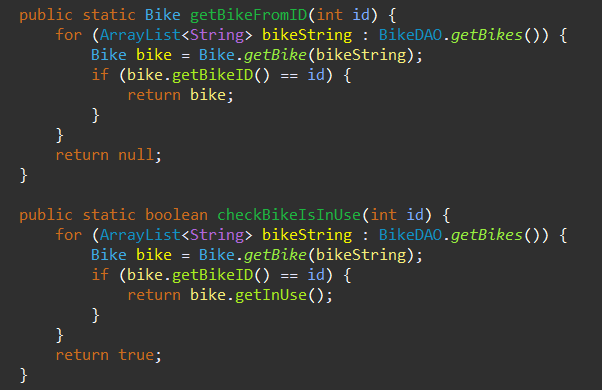 public static Bike getBikeFromID(int id) {
    for (ArrayList<String> bikeString : BikeDAO.getBikes()) {
        Bike bike = Bike.getBike(bikeString);
        if (bike.getBikeID() == id) {
            return bike;
        }
    }
    return null;
}

public static boolean checkBikeIsInUse(int id) {
    for (ArrayList<String> bikeString : BikeDAO.getBikes()) {
        Bike bike = Bike.getBike(bikeString);
        if (bike.getBikeID() == id) {
            return bike.getInUse();
        }
    }
    return true;
}